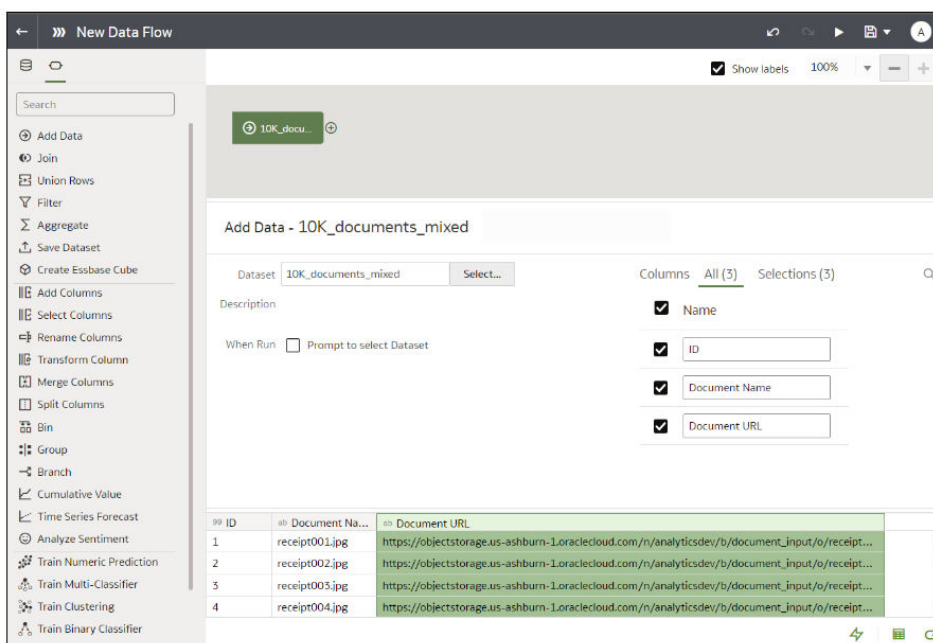 New Data Flow
A
Show labels 100%
Search
Add Data
Join
Union Rows
Filter
Aggregate
Save Dataset
Create Essbase Cube
Add Columns
Select Columns
Rename Columns
Transform Column
Merge Columns
Split Columns
Bin
Group
Branch
Cumulative Value
Time Series Forecast
Analyze Sentiment
Train Numeric Prediction
Train Multi-Classifier
Train Clustering
Train Binary Classifier
10K_docu...
Add Data - 10K_documents_mixed
Dataset 10K_documents_mixed Select...
Description
When Run Prompt to select Dataset
Columns All (3) Selections (3)
Name
ID
Document Name
Document URL
99 ID ab Document Na... ab Document URL
1 receipt001.jpg https://objectstorage.us-ashburn-1.oraclecloud.com/n/analyticsdev/b/document_input/o/receipt...
2 receipt002.jpg https://objectstorage.us-ashburn-1.oraclecloud.com/n/analyticsdev/b/document_input/o/receipt...
3 receipt003.jpg https://objectstorage.us-ashburn-1.oraclecloud.com/n/analyticsdev/b/document_input/o/receipt...
4 receipt004.jpg https://objectstorage.us-ashburn-1.oraclecloud.com/n/analyticsdev/b/document_input/o/receipt...